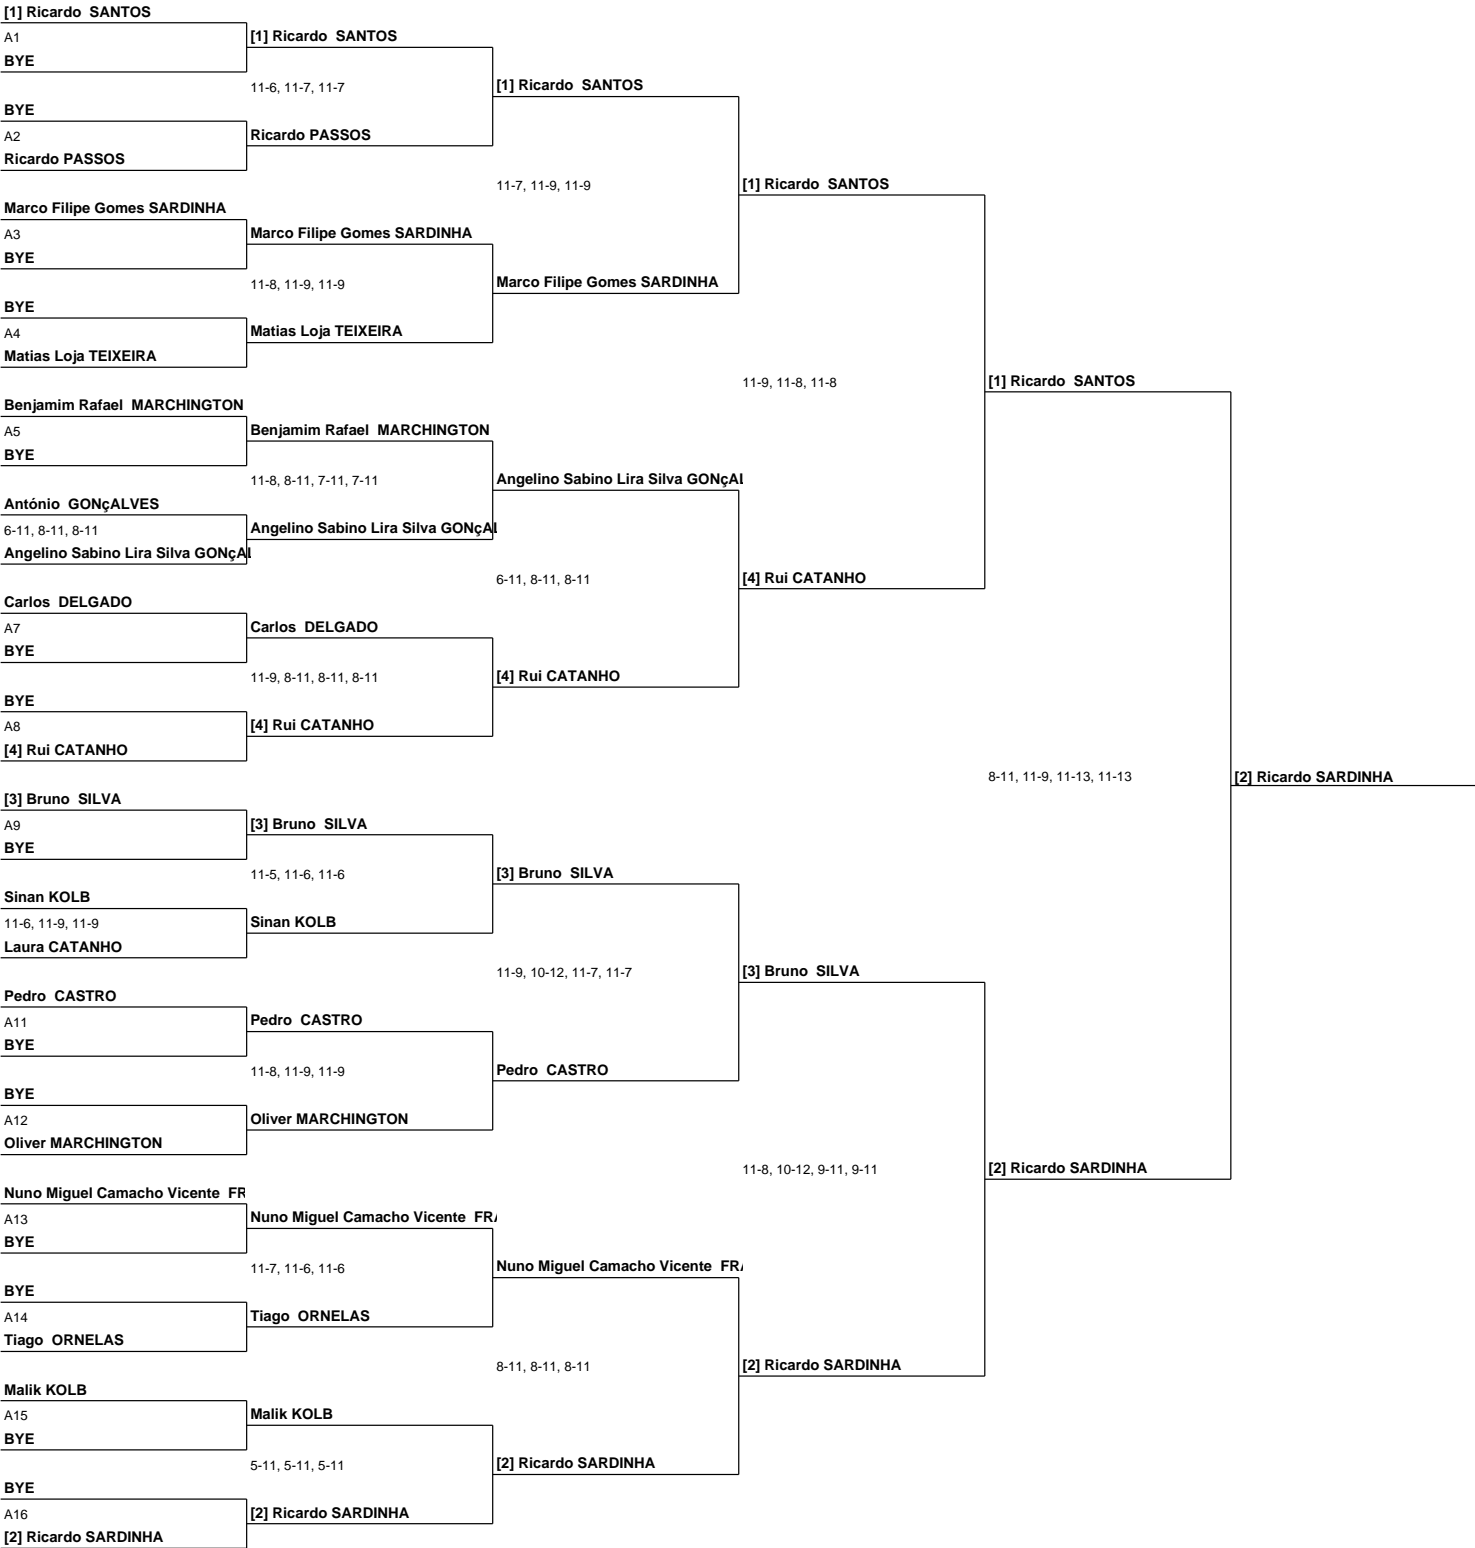 [1] Ricardo  SANTOS
A1
BYE
BYE
A2
Ricardo PASSOS
Marco Filipe Gomes SARDINHA
A3
BYE
BYE
A4
Matias Loja TEIXEIRA
Benjamim Rafael  MARCHINGTON
A5
BYE
António  GONçALVES
6-11, 8-11, 8-11
Angelino Sabino Lira Silva GONçAL
Carlos  DELGADO
A7
BYE
BYE
A8
[4] Rui CATANHO
[3] Bruno  SILVA
A9
BYE
Sinan KOLB
11-6, 11-9, 11-9
Laura CATANHO
Pedro  CASTRO
A11
BYE
BYE
A12
Oliver MARCHINGTON
Nuno Miguel Camacho Vicente  FR
A13
BYE
BYE
A14
Tiago  ORNELAS
Malik KOLB
A15
BYE
BYE
A16
[2] Ricardo SARDINHA
[1] Ricardo  SANTOS
11-6, 11-7, 11-7
Ricardo PASSOS
Marco Filipe Gomes SARDINHA
11-8, 11-9, 11-9
Matias Loja TEIXEIRA
Benjamim Rafael  MARCHINGTON
11-8, 8-11, 7-11, 7-11
Angelino Sabino Lira Silva GONçAL
Carlos  DELGADO
11-9, 8-11, 8-11, 8-11
[4] Rui CATANHO
[3] Bruno  SILVA
11-5, 11-6, 11-6
Sinan KOLB
Pedro  CASTRO
11-8, 11-9, 11-9
Oliver MARCHINGTON
Nuno Miguel Camacho Vicente  FRA
11-7, 11-6, 11-6
Tiago  ORNELAS
Malik KOLB
5-11, 5-11, 5-11
[2] Ricardo SARDINHA
[1] Ricardo  SANTOS
11-7, 11-9, 11-9
Marco Filipe Gomes SARDINHA
Angelino Sabino Lira Silva GONçAL
6-11, 8-11, 8-11
[4] Rui CATANHO
[3] Bruno  SILVA
11-9, 10-12, 11-7, 11-7
Pedro  CASTRO
Nuno Miguel Camacho Vicente  FRA
8-11, 8-11, 8-11
[2] Ricardo SARDINHA
[1] Ricardo  SANTOS
11-9, 11-8, 11-8
[4] Rui CATANHO
[3] Bruno  SILVA
11-8, 10-12, 9-11, 9-11
[2] Ricardo SARDINHA
[1] Ricardo  SANTOS
8-11, 11-9, 11-13, 11-13
[2] Ricardo SARDINHA
[2] Ricardo SARDINHA